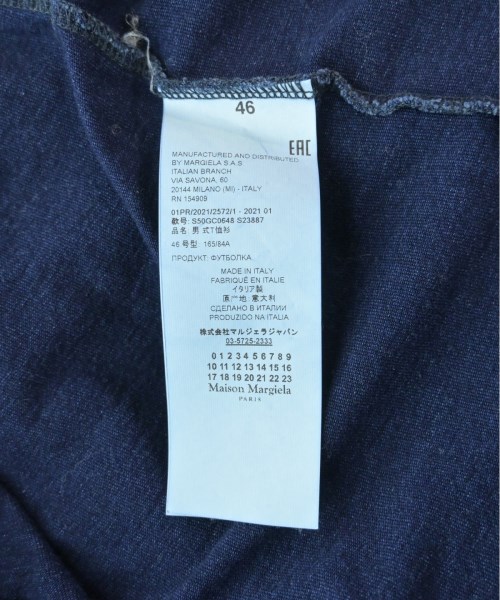 46
EAC
MANUFACTURED AND DISTRIBUTED
BY MARGIELA S.A.S
ITALIAN BRANCH
VIA SAVONA, 60
20144 MILANO (MI) - ITALY
RN 154909
01PR/2021/2572/1 - 2021 01
款号: S50GC0648 S23887
品名: 男 式T恤衫
46 号型: 165/84A
ПРОДУКТ: ФУТБОЛКА
MADE IN ITALY
FABRIQUÉ EN ITALIE
イタリア製
原产地: 意大利
СДЕЛАНО В ИТАЛИИ
PRODUZIDO NA ITALIA
株式会社マルジェラジャパン
03-5725-2333
0 1 2 3 4 5 6 7 8 9
10 11 12 13 14 15 16
17 18 19 20 21 22 23
Maison Margiela
PARIS